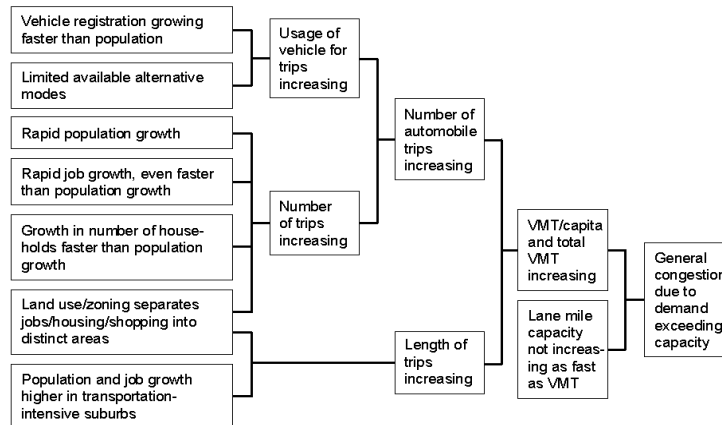 Vehicle registration growing
faster than population
Limited available alternative
modes
Rapid population growth
Rapid job growth, even faster
than population growth
Growth in number of house-
holds faster than population
growth
Land use/zoning separates
jobs/housing/shopping into
distinct areas
Population and job growth
higher in transportation-
intensive suburbs
Usage of
vehicle for
trips
increasing
Number
of trips
increasing
Number of
automobile
trips
increasing
Length of
trips
increasing
VMT/capita
and total
VMT
increasing
Lane mile
capacity
not increas-
ing as fast
as VMT
General
congestion
due to
demand
exceeding
capacity